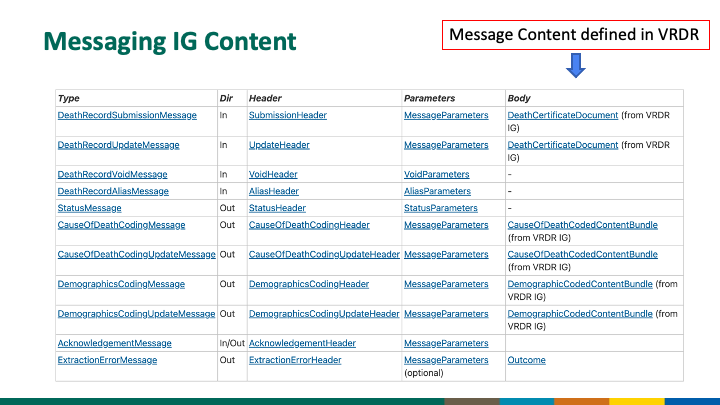 Messaging IG Content
Message Content defined in VRDR
Type Dir Header Parameters Body
DeathRecordSubmissionMessage In SubmissionHeader MessageParameters DeathCertificateDocument (from VRDR
IG)
DeathRecordUpdateMessage In UpdateHeader MessageParameters DeathCertificateDocument (from VRDR
IG)
DeathRecordVoidMessage In VoidHeader VoidParameters -
DeathRecordAliasMessage In AliasHeader AliasParameters -
StatusMessage Out StatusHeader StatusParameters -
CauseOfDeathCodingMessage Out CauseOfDeathCodingHeader MessageParameters CauseOfDeathCodedContentBundle
(from VRDR IG)
CauseOfDeathCodingUpdateMessage Out CauseOfDeathCodingUpdateHeader MessageParameters CauseOfDeathCodedContentBundle
(from VRDR IG)
DemographicsCodingMessage Out DemographicsCodingHeader MessageParameters DemographicCodedContentBundle (from
VRDR IG)
DemographicsCodingUpdateMessage Out DemographicsCodingUpdateHeader MessageParameters DemographicCodedContentBundle (from
VRDR IG)
AcknowledgementMessage In/Out AcknowledgementHeader MessageParameters
ExtractionErrorMessage Out ExtractionErrorHeader MessageParameters Outcome
(optional)